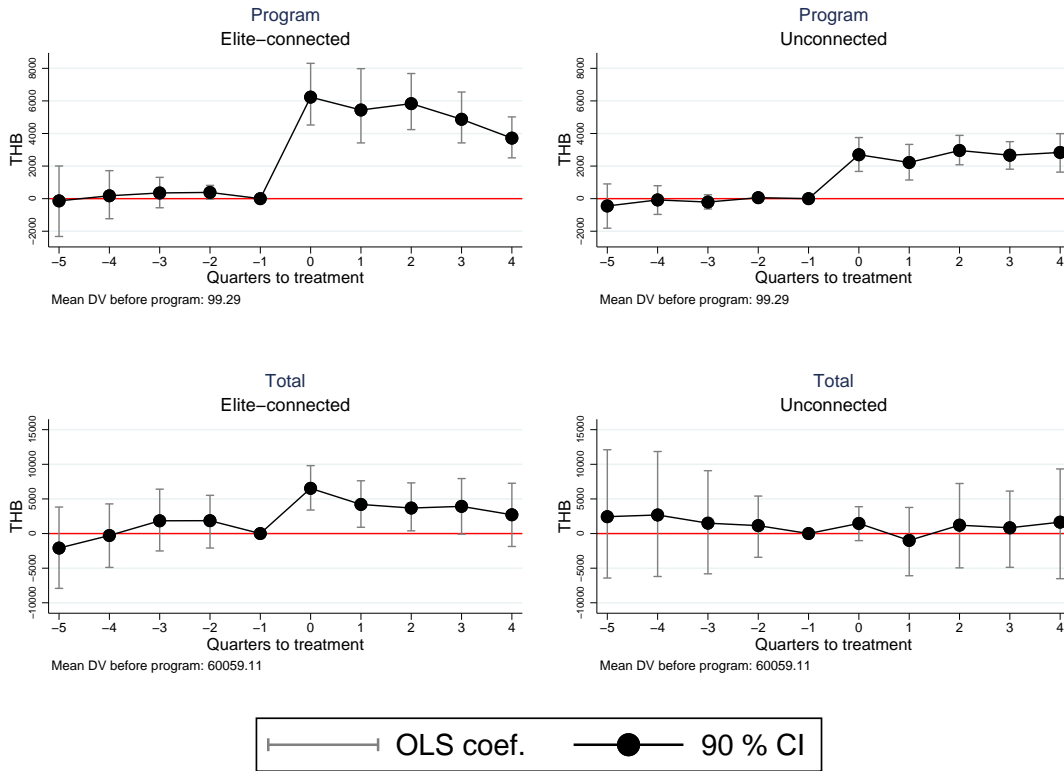 Program
Elite−connected
8000
6000
4000
2000
0
−2000
THB
−5 −4 −3 −2 −1 0 1 2 3 4
Quarters to treatment
Mean DV before program: 99.29
Program
Unconnected
8000
6000
4000
2000
0
−2000
THB
−5 −4 −3 −2 −1 0 1 2 3 4
Quarters to treatment
Mean DV before program: 99.29
Total
Elite−connected
15000
10000
5000
0
−5000
−10000
THB
−5 −4 −3 −2 −1 0 1 2 3 4
Quarters to treatment
Mean DV before program: 60059.11
Total
Unconnected
15000
10000
5000
0
−5000
−10000
THB
−5 −4 −3 −2 −1 0 1 2 3 4
Quarters to treatment
Mean DV before program: 60059.11
OLS coef. 90 % CI